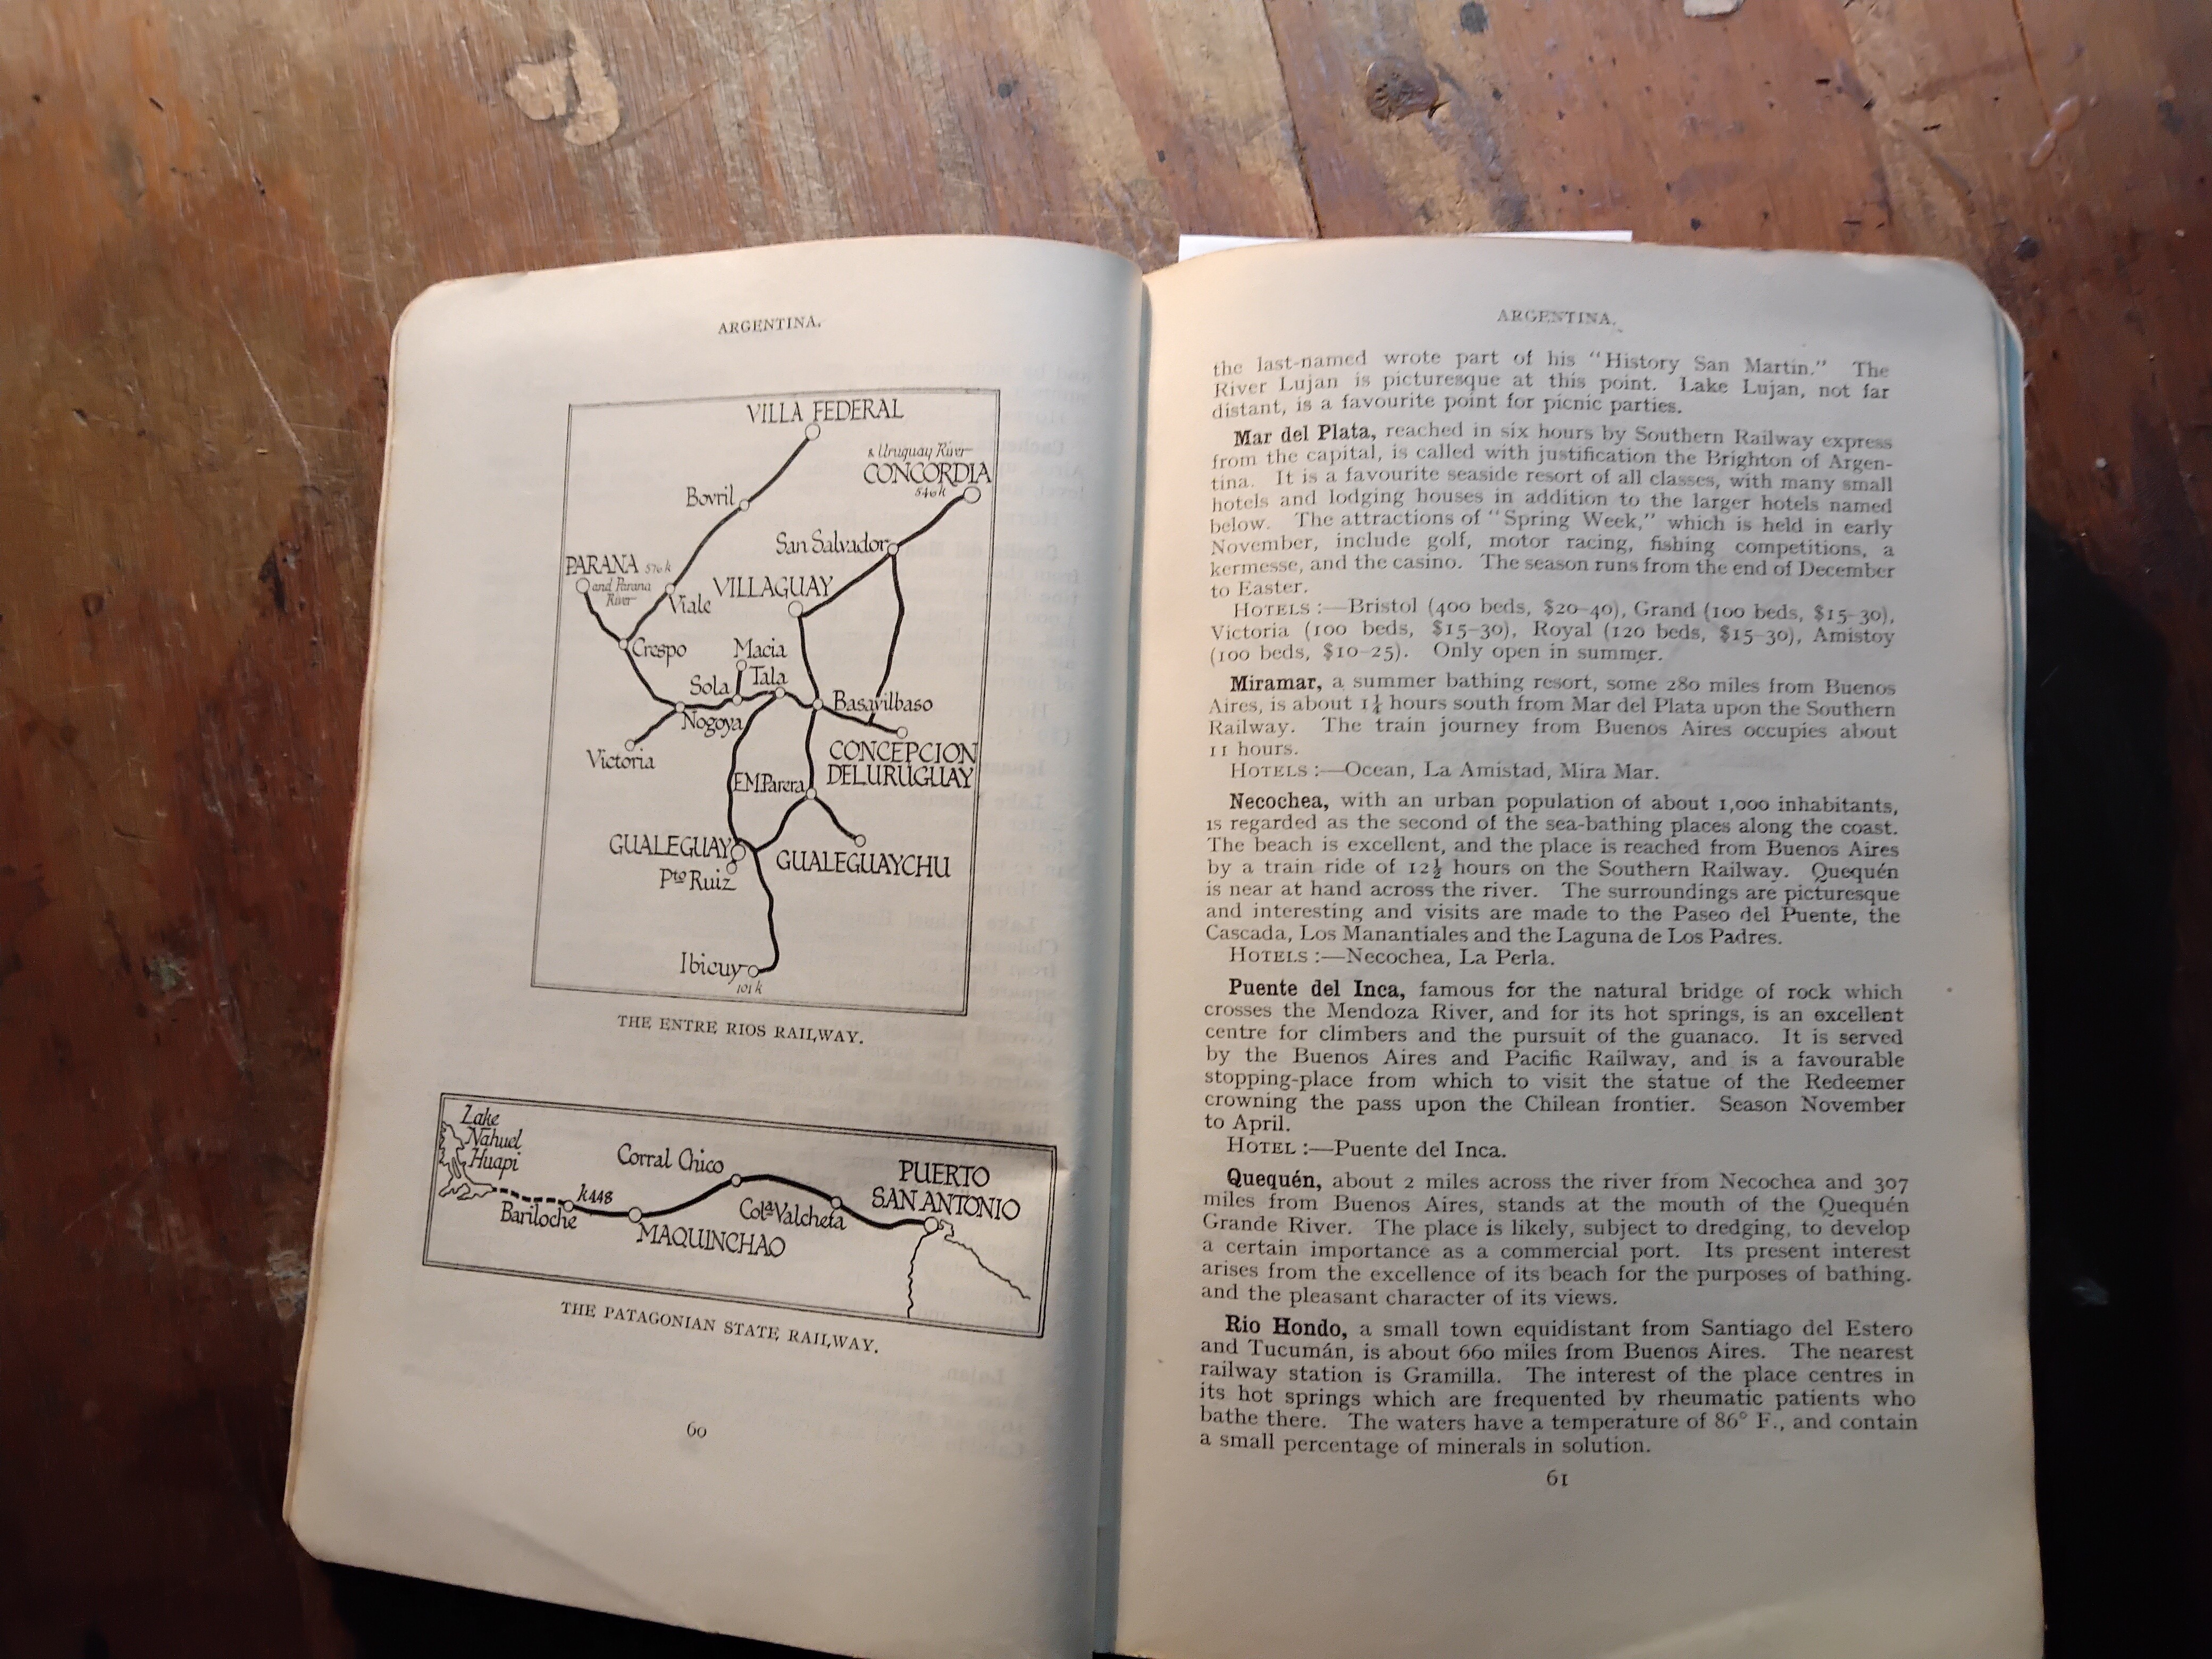 ARGENTINA.
VILLA FEDERAL
& Uruguay River
CONCORDIA
546 k
Bovril
San Salvador
PARANA 576 k
and Parana
River
Viale
VILLAGUAY
Crespo
Macia
Tala
Sola
Basavilbaso
Nogoya
Victoria
CONCEPCION
DEL URUGUAY
E.M.Parera
GUALEGUAY
GUALEGUAYCHU
Pto Ruiz
Ibicuy
101 k
THE ENTRE RIOS RAILWAY.
Lake
Nahuel
Huapi
Corral Chico
PUERTO
SAN ANTONIO
k448
Bariloche
Cola Valcheta
MAQUINCHAO
THE PATAGONIAN STATE RAILWAY.
60
ARGENTINA.
the last-named wrote part of his "History San Martin." The
River Lujan is picturesque at this point. Lake Lujan, not far
distant, is a favourite point for picnic parties.
Mar del Plata, reached in six hours by Southern Railway express
from the capital, is called with justification the Brighton of Argen-
tina. It is a favourite seaside resort of all classes, with many small
hotels and lodging houses in addition to the larger hotels named
below. The attractions of "Spring Week," which is held in early
November, include golf, motor racing, fishing competitions, a
kermesse, and the casino. The season runs from the end of December
to Easter.
HOTELS :—Bristol (400 beds, $20-40), Grand (100 beds, $15-30),
Victoria (100 beds, $15-30), Royal (120 beds, $15-30), Amistoy
(100 beds, $10-25). Only open in summer.
Miramar, a summer bathing resort, some 280 miles from Buenos
Aires, is about 1¼ hours south from Mar del Plata upon the Southern
Railway. The train journey from Buenos Aires occupies about
11 hours.
HOTELS :—Ocean, La Amistad, Mira Mar.
Necochea, with an urban population of about 1,000 inhabitants,
is regarded as the second of the sea-bathing places along the coast.
The beach is excellent, and the place is reached from Buenos Aires
by a train ride of 12½ hours on the Southern Railway. Quequén
is near at hand across the river. The surroundings are picturesque
and interesting and visits are made to the Paseo del Puente, the
Cascada, Los Manantiales and the Laguna de Los Padres.
HOTELS :—Necochea, La Perla.
Puente del Inca, famous for the natural bridge of rock which
crosses the Mendoza River, and for its hot springs, is an excellent
centre for climbers and the pursuit of the guanaco. It is served
by the Buenos Aires and Pacific Railway, and is a favourable
stopping-place from which to visit the statue of the Redeemer
crowning the pass upon the Chilean frontier. Season November
to April.
HOTEL :—Puente del Inca.
Quequén, about 2 miles across the river from Necochea and 307
miles from Buenos Aires, stands at the mouth of the Quequén
Grande River. The place is likely, subject to dredging, to develop
a certain importance as a commercial port. Its present interest
arises from the excellence of its beach for the purposes of bathing.
and the pleasant character of its views.
Rio Hondo, a small town equidistant from Santiago del Estero
and Tucumán, is about 660 miles from Buenos Aires. The nearest
railway station is Gramilla. The interest of the place centres in
its hot springs which are frequented by rheumatic patients who
bathe there. The waters have a temperature of 86° F., and contain
a small percentage of minerals in solution.
61